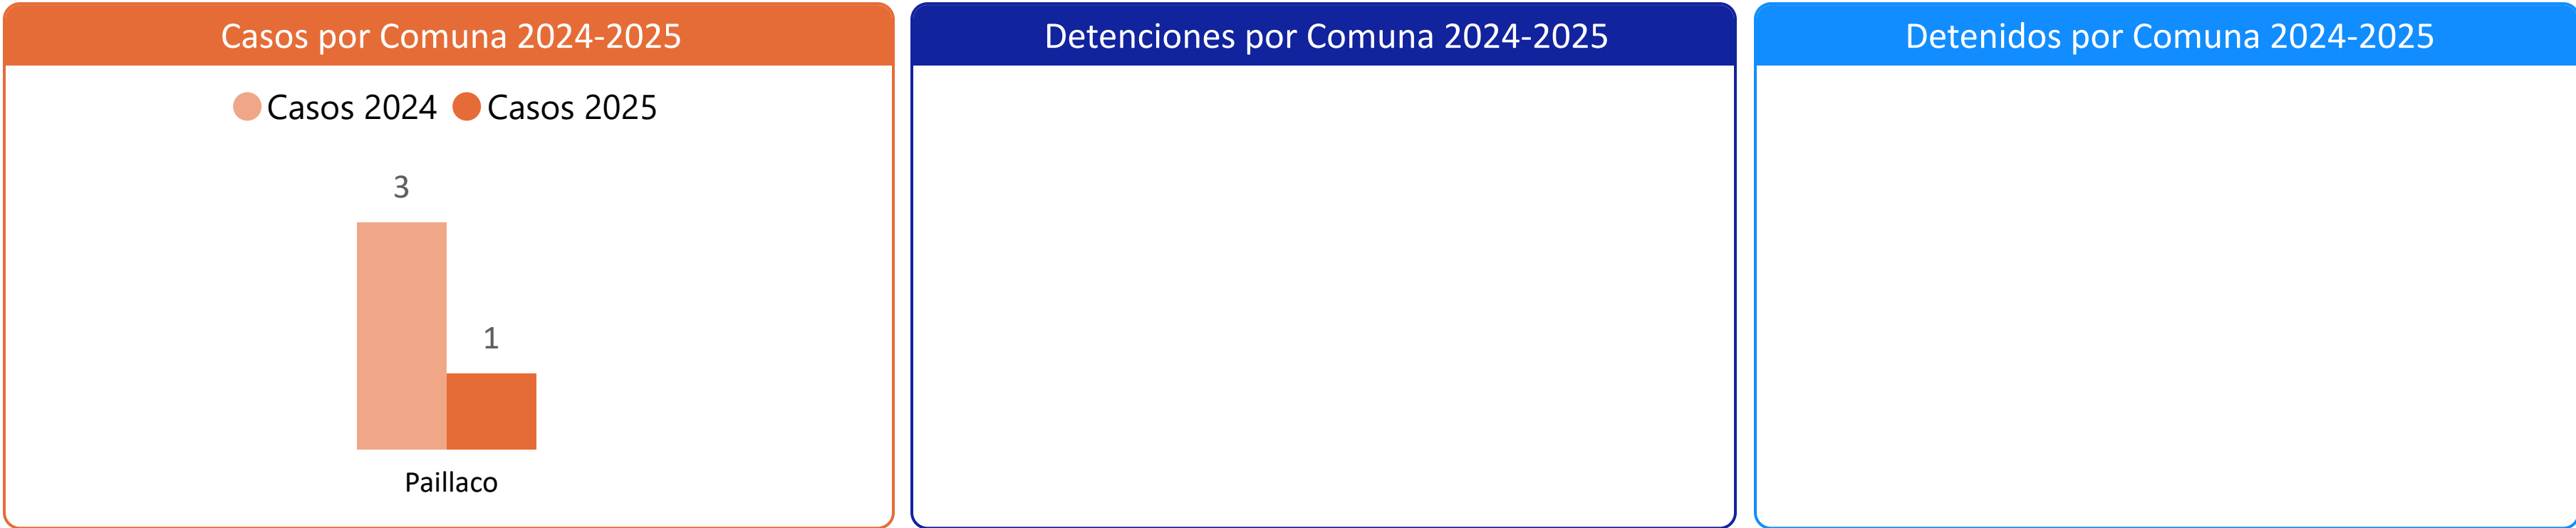 Casos por Comuna 2024-2025
Casos 2024 Casos 2025
3
1
Paillaco
Detenciones por Comuna 2024-2025
Detenidos por Comuna 2024-2025